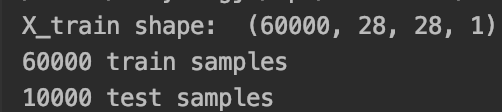 X_train shape:  (60000, 28, 28, 1)
60000 train samples
10000 test samples